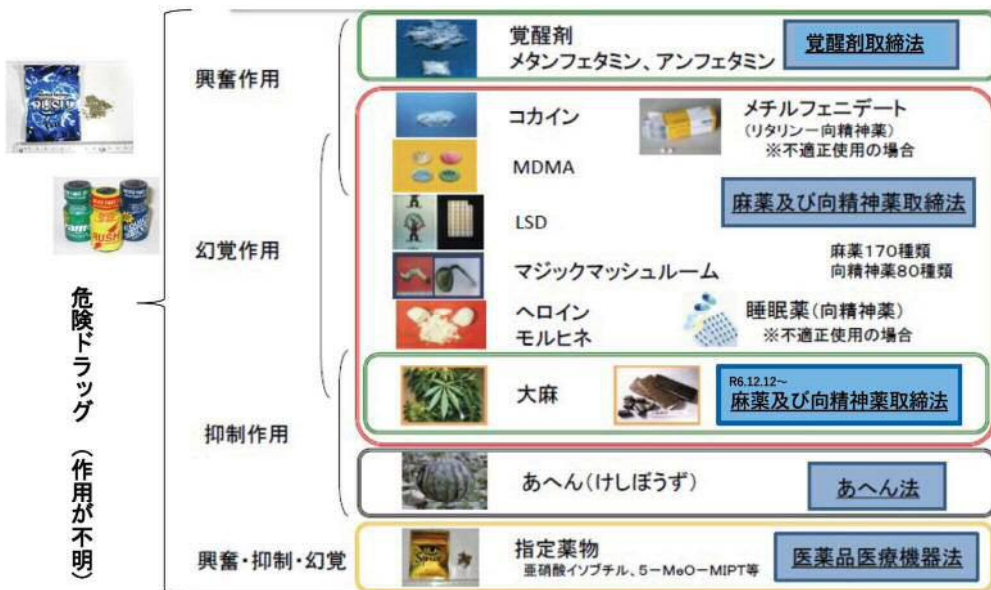 興奮作用
幻覚作用
抑制作用
興奮・抑制・幻覚
危険ドラッグ （作用が不明）
RUSH
覚醒剤
メタンフェタミン、アンフェタミン
覚醒剤取締法
コカイン
メチルフェニデート
（リタリンー向精神薬）
※不適正使用の場合
MDMA
LSD
麻薬及び向精神薬取締法
麻薬170種類
向精神薬80種類
マジックマッシュルーム
ヘロイン
モルヒネ
睡眠薬（向精神薬）
※不適正使用の場合
大麻
R6.12.12～
麻薬及び向精神薬取締法
あへん（けしぼうず）
あへん法
指定薬物
亜硝酸イソブチル、5－MeO－MIPT等
医薬品医療機器法